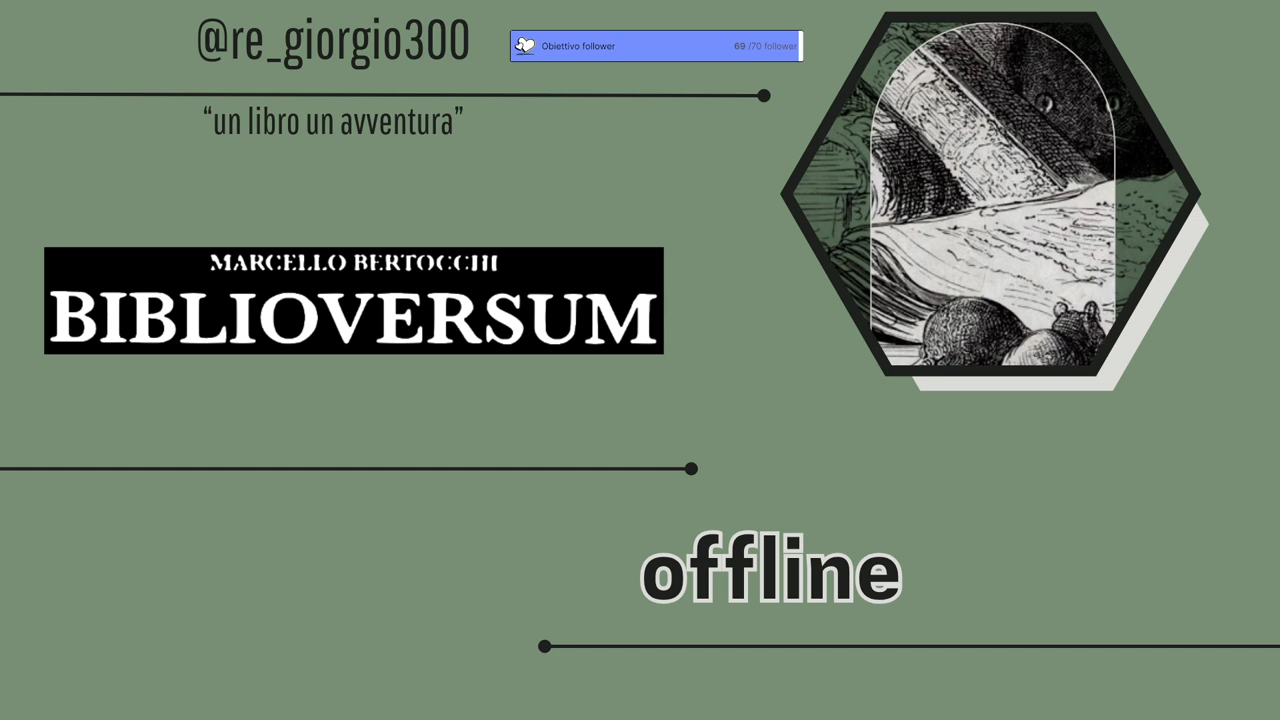 @re_giorgio300
Obiettivo follower
69 /70 follower
“un libro un avventura”
MARCELLO BERTOCCHI
BIBLIOVERSUM
offline